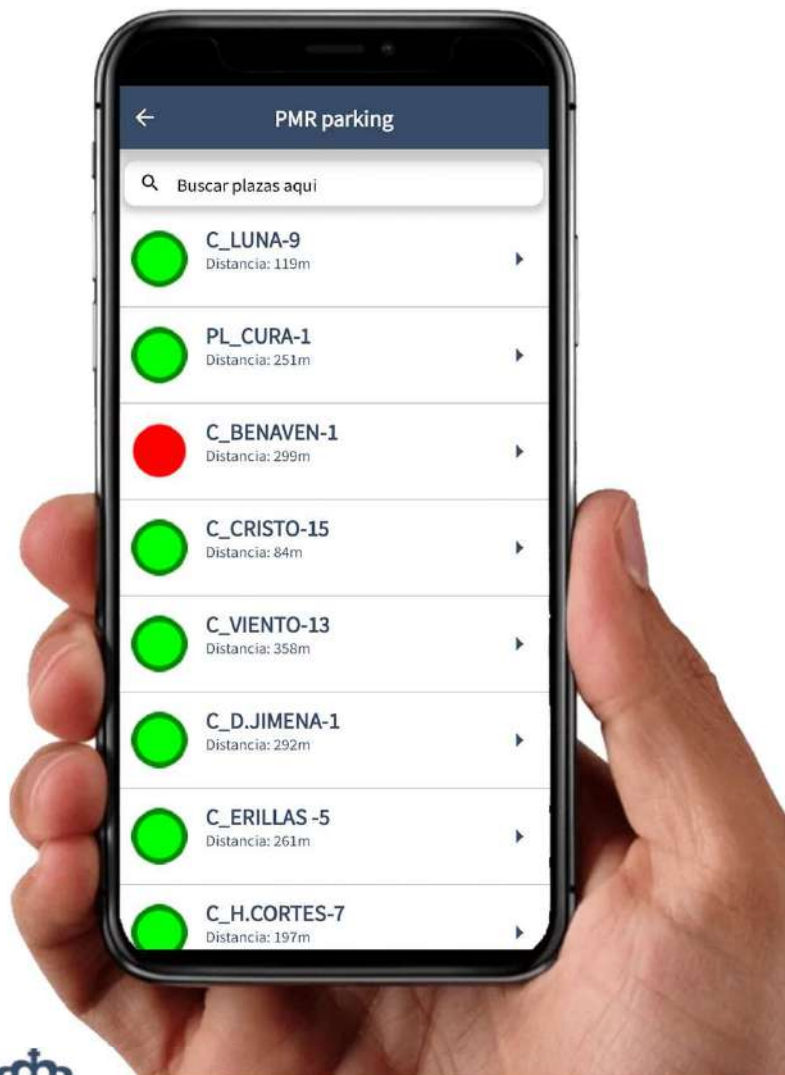 PMR parking
Buscar plazas aqui
C_LUNA-9
Distancia: 119m
PL_CURA-1
Distancia: 251m
C_BENAVEN-1
Distancia: 299m
C_CRISTO-15
Distancia: 84m
C_VIENTO-13
Distancia: 358m
C_D.JIMENA-1
Distancia: 292m
C_ERILLAS -5
Distancia: 261m
C_H.CORTES-7
Distancia: 197m